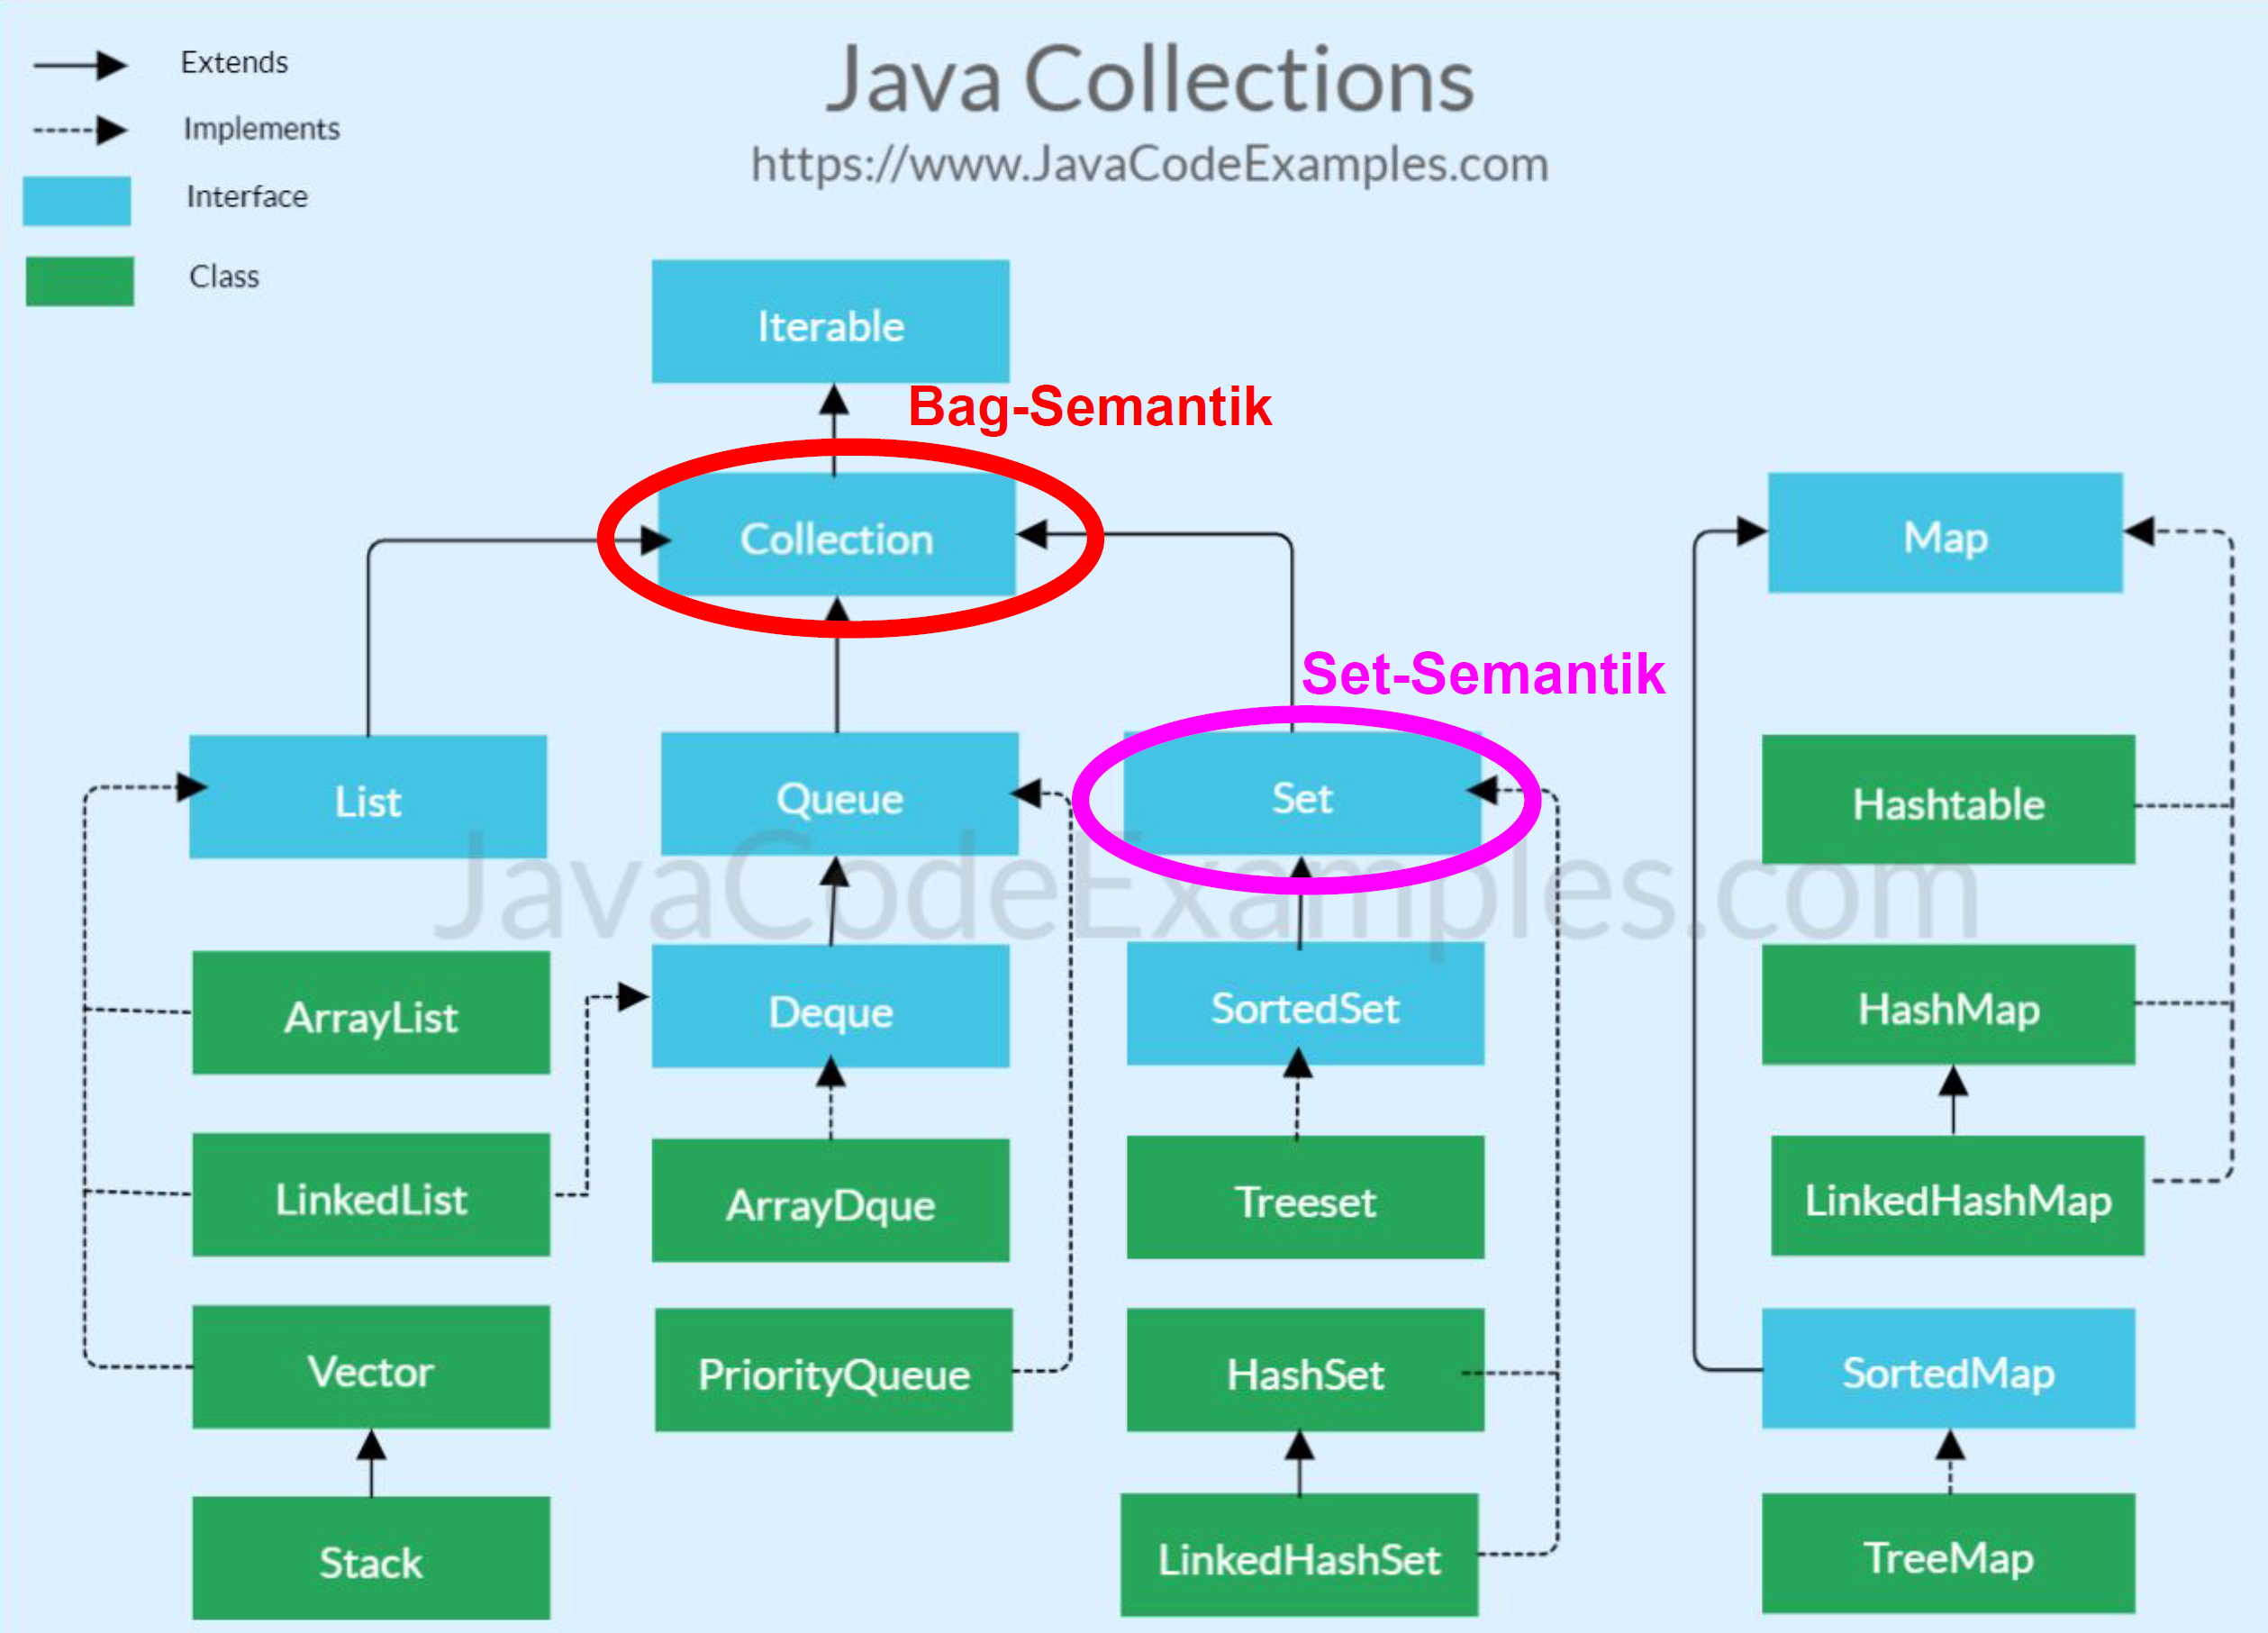 Extends
Implements
Interface
Class
Java Collections
https://www.JavaCodeExamples.com
Iterable
Bag-Semantik
Collection
Map
Set-Semantik
List
Queue
Set
Hashtable
JavaCodeExamples.com
ArrayList
Deque
SortedSet
HashMap
LinkedList
ArrayDque
Treeset
LinkedHashMap
Vector
PriorityQueue
HashSet
SortedMap
Stack
LinkedHashSet
TreeMap